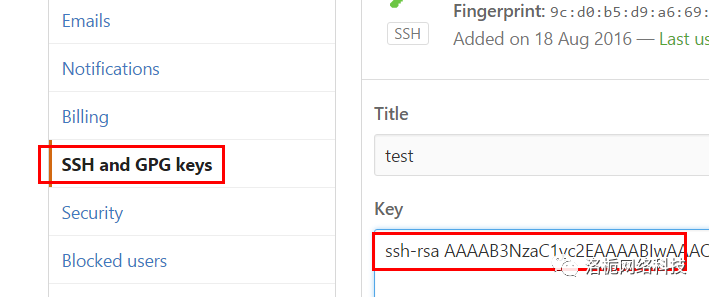 Emails
Notifications
Billing
SSH and GPG keys
Security
Blocked users
Fingerprint: 9c:d0:b5:d9:a6:69:
SSH
Added on 18 Aug 2016 — Last us
Title
test
Key
ssh-rsa AAAAB3NzaC1yc2EAAAABIwAAAC
洛栀网络科技